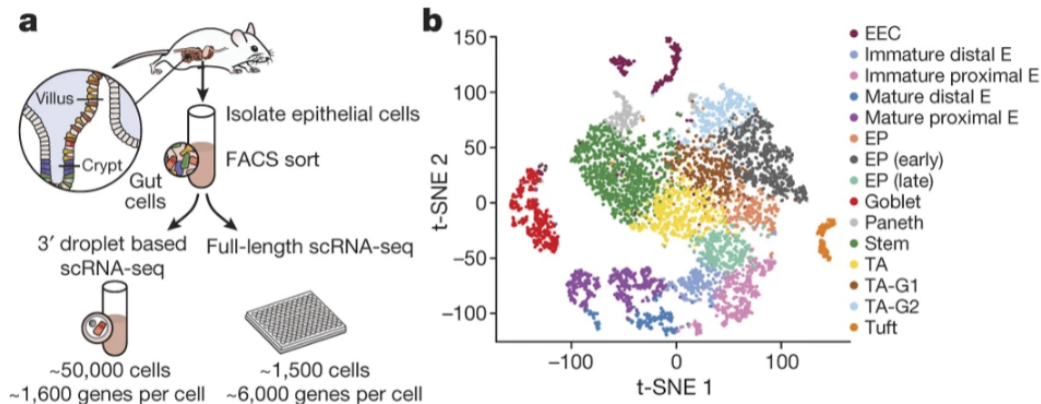 a
Villus
Crypt
Gut
cells
Isolate epithelial cells
FACS sort
3′ droplet based
scRNA-seq
Full-length scRNA-seq
~50,000 cells
~1,600 genes per cell
~1,500 cells
~6,000 genes per cell
b
t-SNE 2
150
100
50
0
−50
−100
−100
0
100
t-SNE 1
EEC
Immature distal E
Immature proximal E
Mature distal E
Mature proximal E
EP
EP (early)
EP (late)
Goblet
Paneth
Stem
TA
TA-G1
TA-G2
Tuft